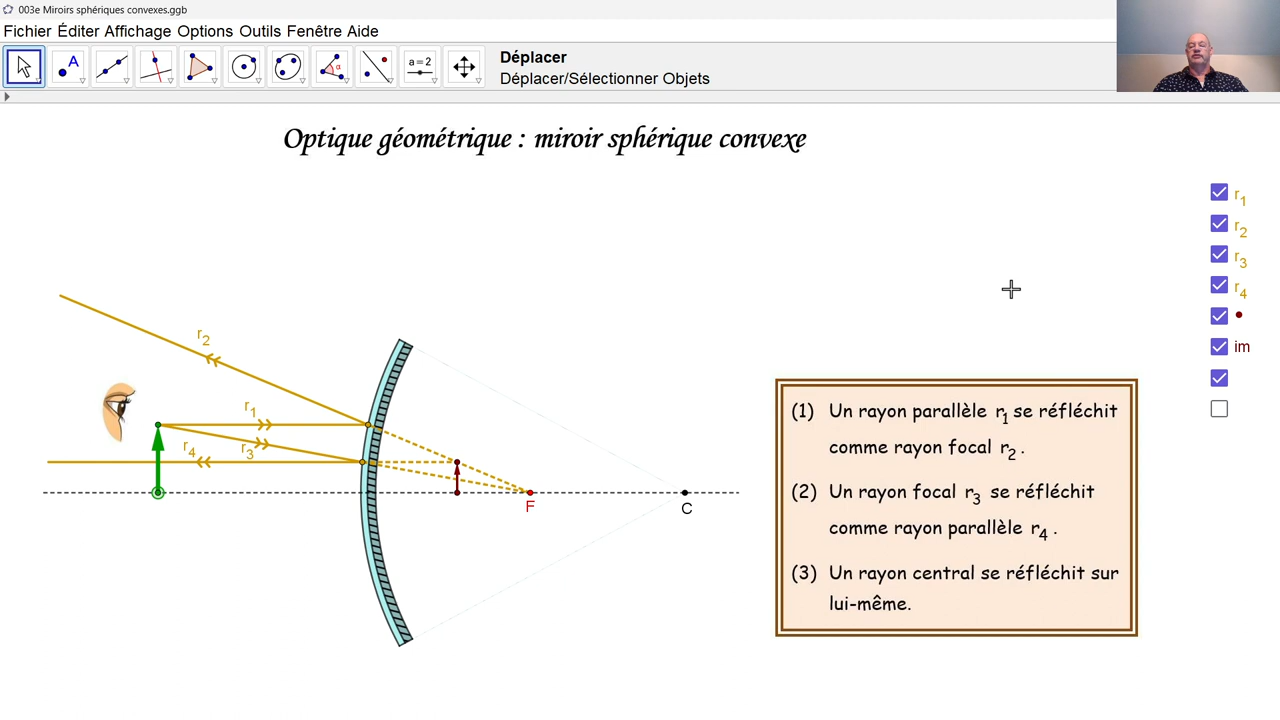 003e Miroirs sphériques convexes.ggb
Fichier Éditer Affichage Options Outils Fenêtre Aide
A
α
a=2
Déplacer
Déplacer/Sélectionner Objets
Optique géométrique : miroir sphérique convexe
r1
r2
r3
r4
im
r2
r1
r4
r3
F
C
(1) Un rayon parallèle r1 se réfléchit
comme rayon focal r2 .
(2) Un rayon focal r3 se réfléchit
comme rayon parallèle r4 .
(3) Un rayon central se réfléchit sur
lui-même.